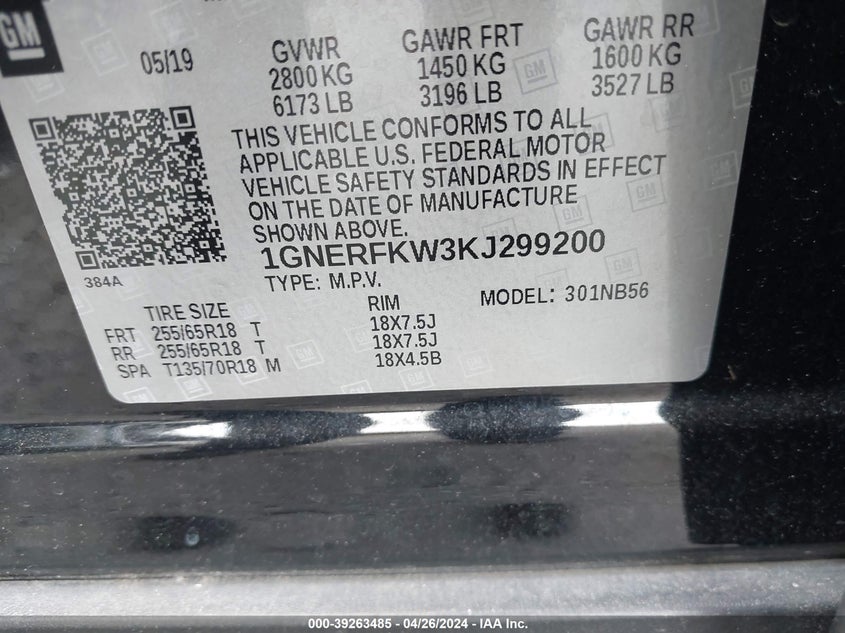 GM
05/19
GVWR
2800 KG
6173 LB
GAWR FRT
1450 KG
3196 LB
GAWR RR
1600 KG
3527 LB
THIS VEHICLE CONFORMS TO ALL
APPLICABLE U.S. FEDERAL MOTOR
VEHICLE SAFETY STANDARDS IN EFFECT
ON THE DATE OF MANUFACTURE
SHOWN ABOVE.
1GNERFKW3KJ299200
384A
TYPE: M.P.V.
MODEL: 301NB56
TIRE SIZE RIM
FRT 255/65R18 T 18X7.5J
RR 255/65R18 T 18X7.5J
SPA T135/70R18 M 18X4.5B
000-39263485 - 04/26/2024 - IAA Inc.